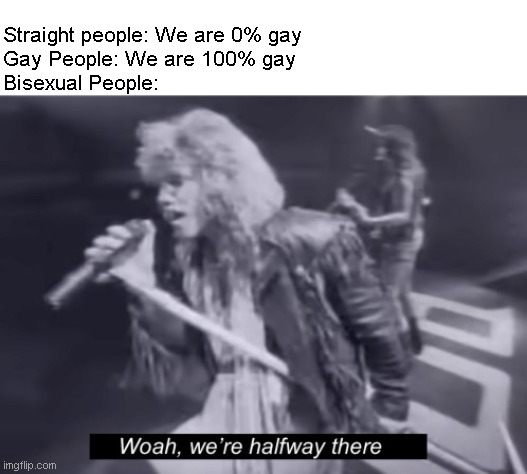 Straight people: We are 0% gay
Gay People: We are 100% gay
Bisexual People:
Woah, we're halfway there
imgflip.com